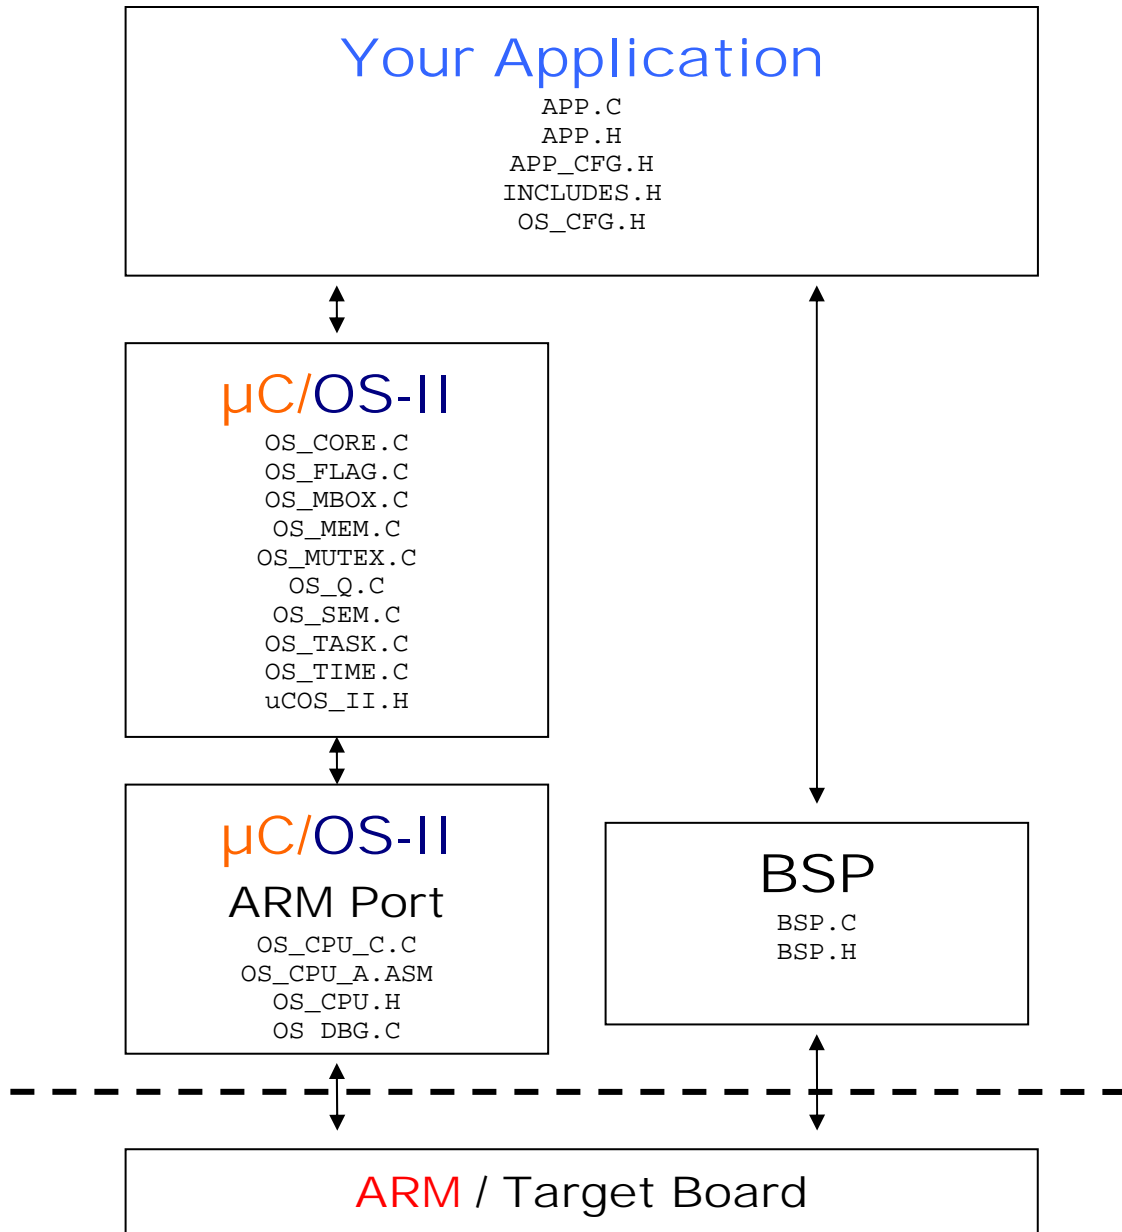 Your Application
APP.C
APP.H
APP_CFG.H
INCLUDES.H
OS_CFG.H
µC/OS-II
OS_CORE.C
OS_FLAG.C
OS_MBOX.C
OS_MEM.C
OS_MUTEX.C
OS_Q.C
OS_SEM.C
OS_TASK.C
OS_TIME.C
uCOS_II.H
µC/OS-II
ARM Port
OS_CPU_C.C
OS_CPU_A.ASM
OS_CPU.H
OS DBG.C
BSP
BSP.C
BSP.H
ARM / Target Board